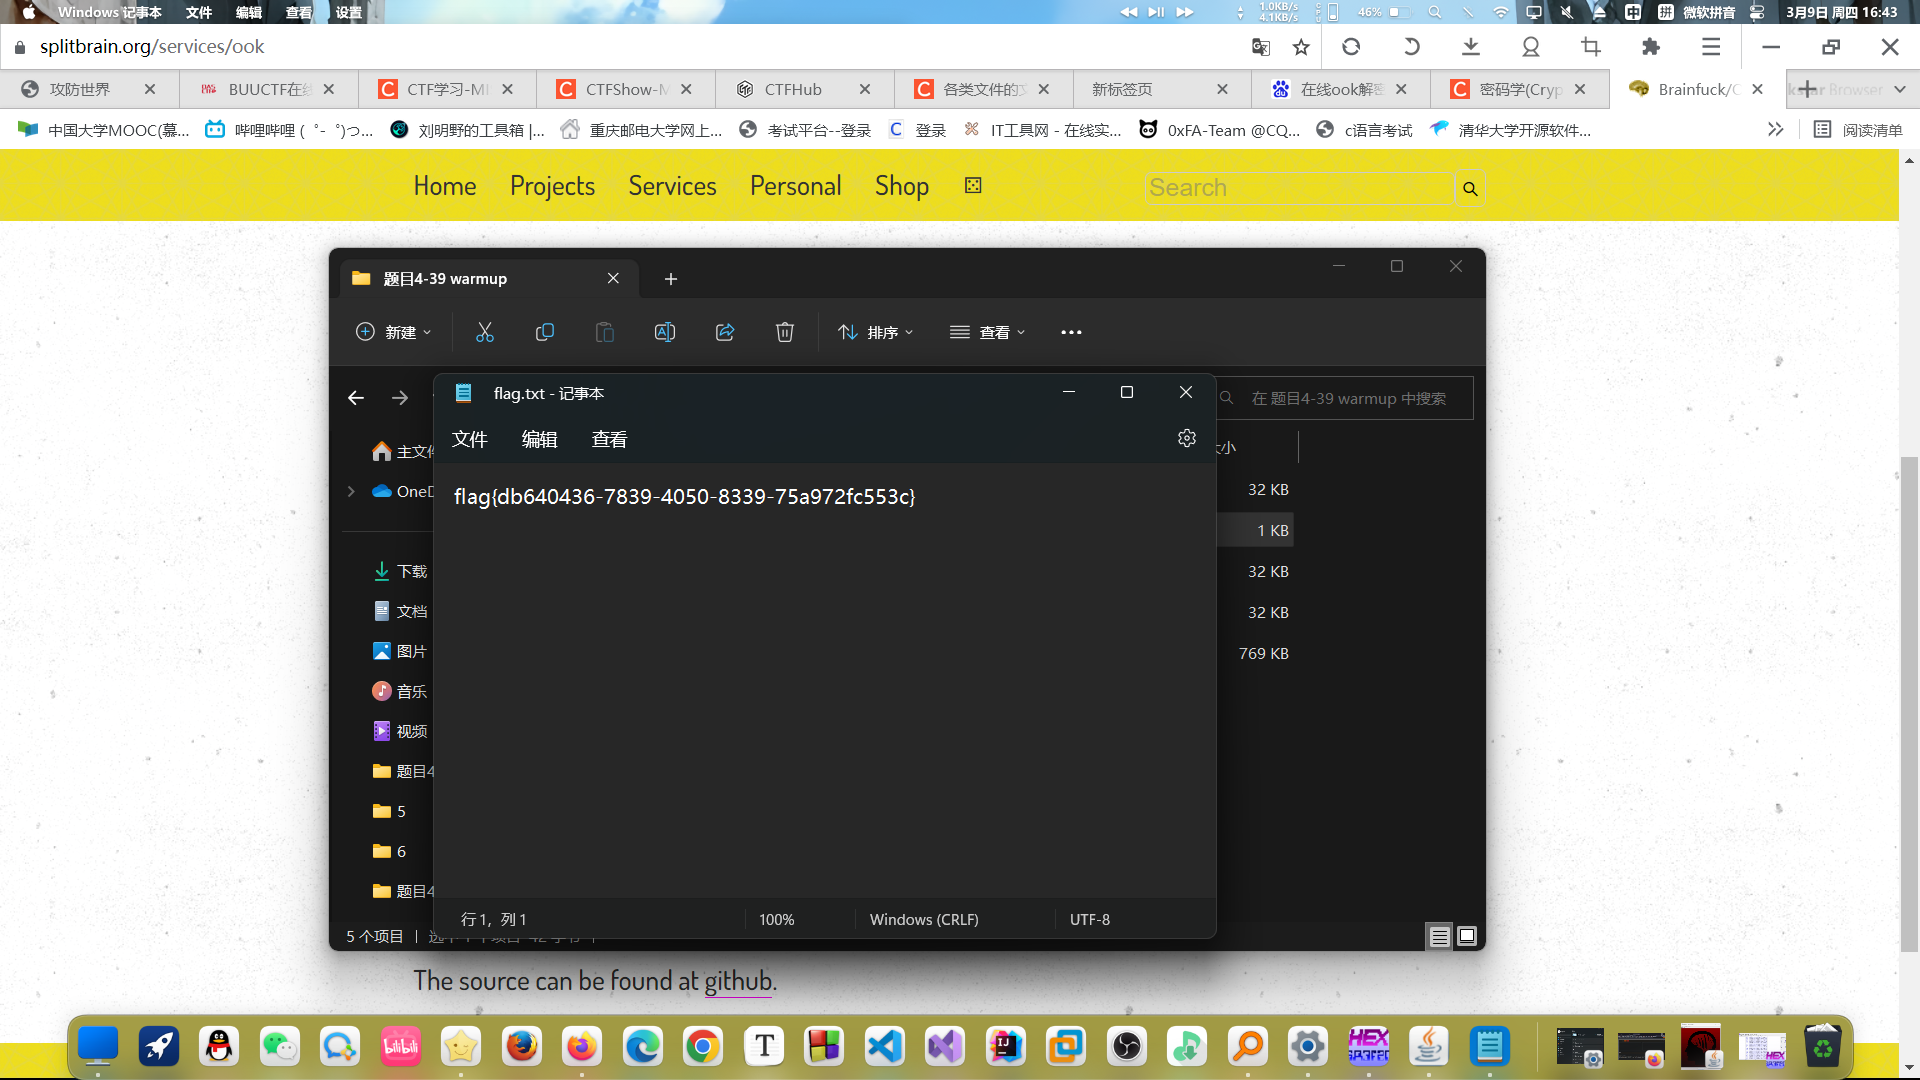 Windows 记事本 文件 编辑 查看 设置
1.0KB/s
4.1KB/s
46%
中 拼 微软拼音 3月9日 周四 16:43
splitbrain.org/services/ook
攻防世界
BUUCTF在线
CTF学习-MI
CTFShow-M
CTFHub
各类文件的文
新标签页
在线ook解密
密码学(Cryp
Brainfuck/O
Browser
中国大学MOOC(慕...
哔哩哔哩 ( ゜- ゜)つ...
刘明野的工具箱 |...
重庆邮电大学网上...
考试平台--登录
登录
IT工具网 - 在线实...
0xFA-Team @CQ...
c语言考试
清华大学开源软件...
阅读清单
Home Projects Services Personal Shop
Search
题目4-39 warmup
新建
排序
查看
在 题目4-39 warmup 中搜索
flag.txt - 记事本
文件 编辑 查看
flag{db640436-7839-4050-8339-75a972fc553c}
主文件
OneD
下载
文档
图片
音乐
视频
题目4
5
6
题目4
大小
32 KB
1 KB
32 KB
32 KB
769 KB
行 1, 列 1
100%
Windows (CRLF)
UTF-8
5 个项目
The source can be found at github.
bilibili
T
IJ
HEX